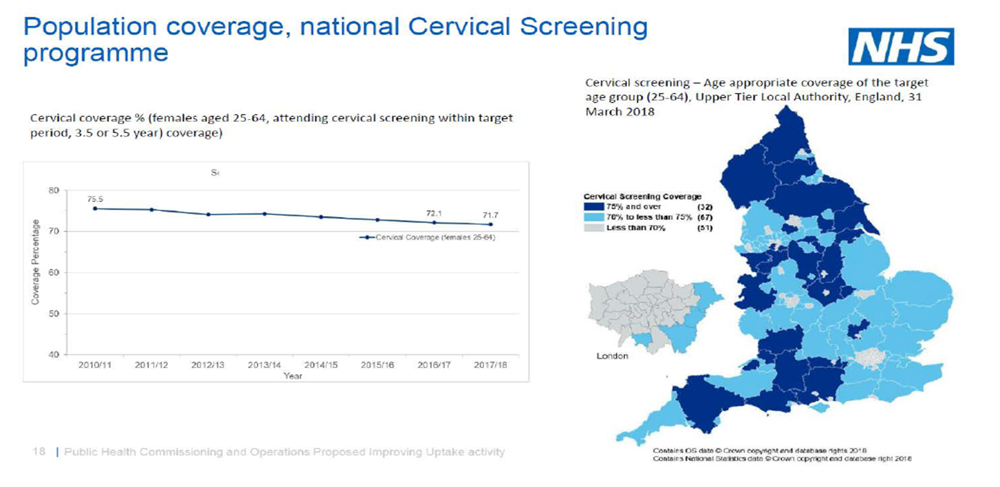 Population coverage, national Cervical Screening
programme
NHS
Cervical screening – Age appropriate coverage of the target
age group (25-64), Upper Tier Local Authority, England, 31
March 2018
Cervical coverage % (females aged 25-64, attending cervical screening within target
period, 3.5 or 5.5 year) coverage)
80
70
60
50
40
Coverage Percentage
75.5
72.1
71.7
Cervical Coverage (females 25-64)
2010/11 2011/12 2012/13 2013/14 2014/15 2015/16 2016/17 2017/18
Year
Cervical Screening Coverage
75% and over (32)
70% to less than 75% (67)
Less than 70% (51)
London
18 | Public Health Commissioning and Operations Proposed Improving Uptake activity
Contains OS data © Crown copyright and database rights 2018
Contains National Statistics data © Crown copyright and database right 2018